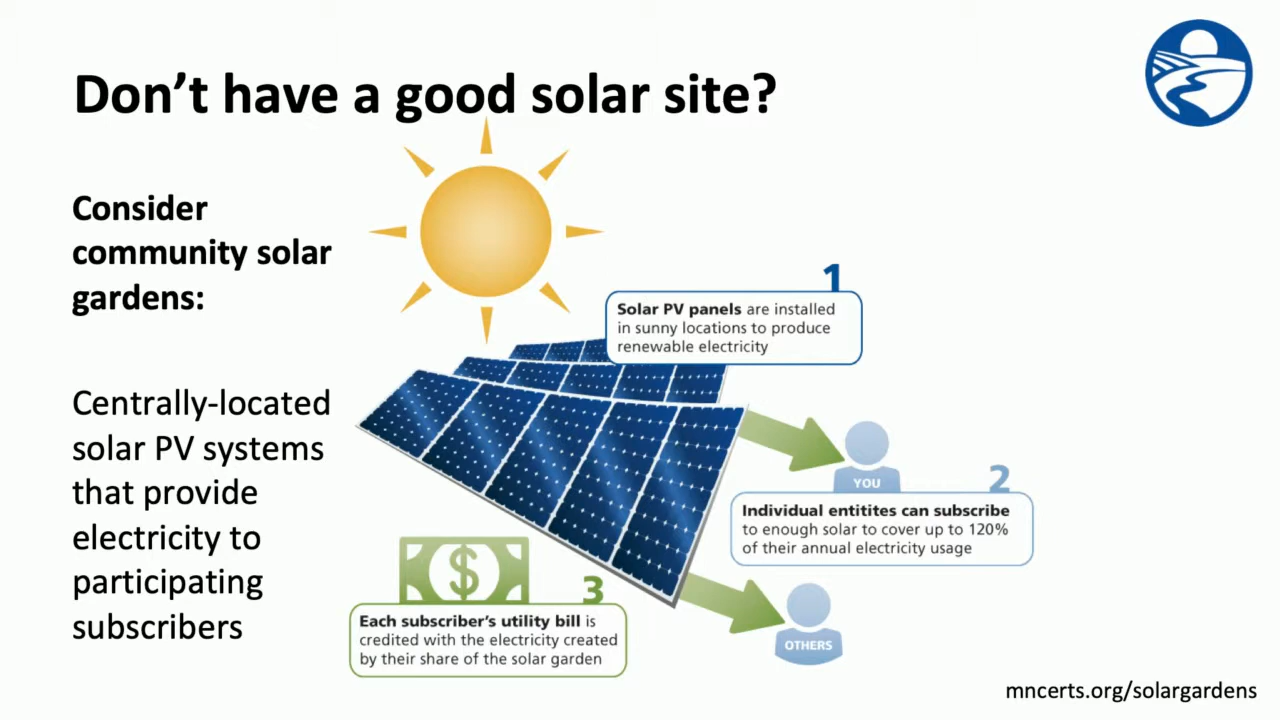 Don’t have a good solar site?
Consider
community solar
gardens:
Centrally-located
solar PV systems
that provide
electricity to
participating
subscribers
1
Solar PV panels are installed
in sunny locations to produce
renewable electricity
YOU
2
Individual entitites can subscribe
to enough solar to cover up to 120%
of their annual electricity usage
OTHERS
$
3
Each subscriber’s utility bill is
credited with the electricity created
by their share of the solar garden
mncerts.org/solargardens